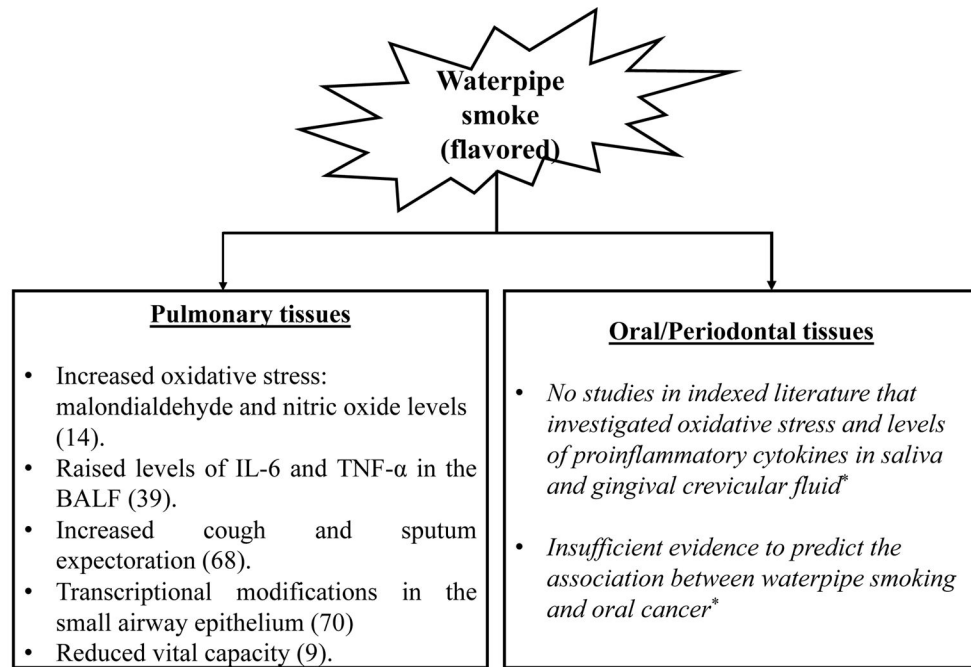 Waterpipe
smoke
(flavored)
Pulmonary tissues
• Increased oxidative stress:
malondialdehyde and nitric oxide levels
(14).
• Raised levels of IL-6 and TNF-α in the
BALF (39).
• Increased cough and sputum
expectoration (68).
• Transcriptional modifications in the
small airway epithelium (70)
• Reduced vital capacity (9).
Oral/Periodontal tissues
• No studies in indexed literature that
investigated oxidative stress and levels
of proinflammatory cytokines in saliva
and gingival crevicular fluid*
• Insufficient evidence to predict the
association between waterpipe smoking
and oral cancer*